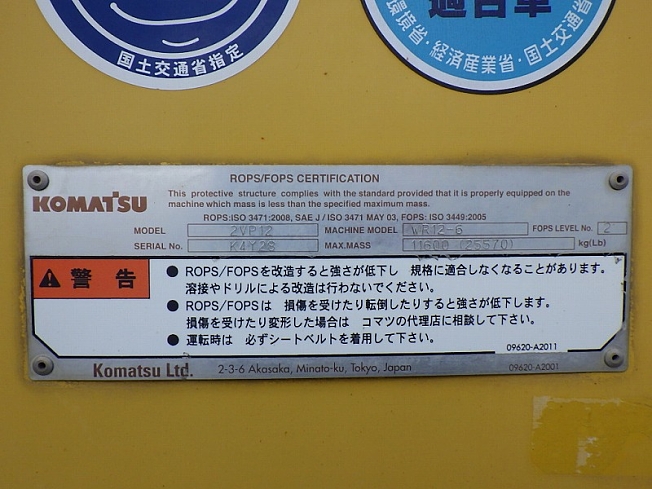 国土交通省指定
適合車
環境省・経済産業省・国土交通省
ROPS/FOPS CERTIFICATION
KOMATSU
This protective structure complies with the standard provided that it is properly equipped on the
machine which mass is less than the specified maximum mass.
ROPS:ISO 3471:2008, SAE J / ISO 3471 MAY 03, FOPS: ISO 3449:2005
MODEL 2VP12 MACHINE MODEL WR12-6 FOPS LEVEL No. 2
SERIAL No. K4Y28 MAX.MASS 11600 (25570) kg(Lb)
警告
● ROPS/FOPSを改造すると強さが低下し 規格に適合しなくなることがあります。
溶接やドリルによる改造は行わないでください。
● ROPS/FOPSは 損傷を受けたり転倒したりすると強さが低下します。
損傷を受けたり変形した場合は コマツの代理店に相談して下さい。
● 運転時は 必ずシートベルトを着用して下さい。
09620-A2011
Komatsu Ltd. 2-3-6 Akasaka, Minato-ku, Tokyo, Japan 09620-A2001